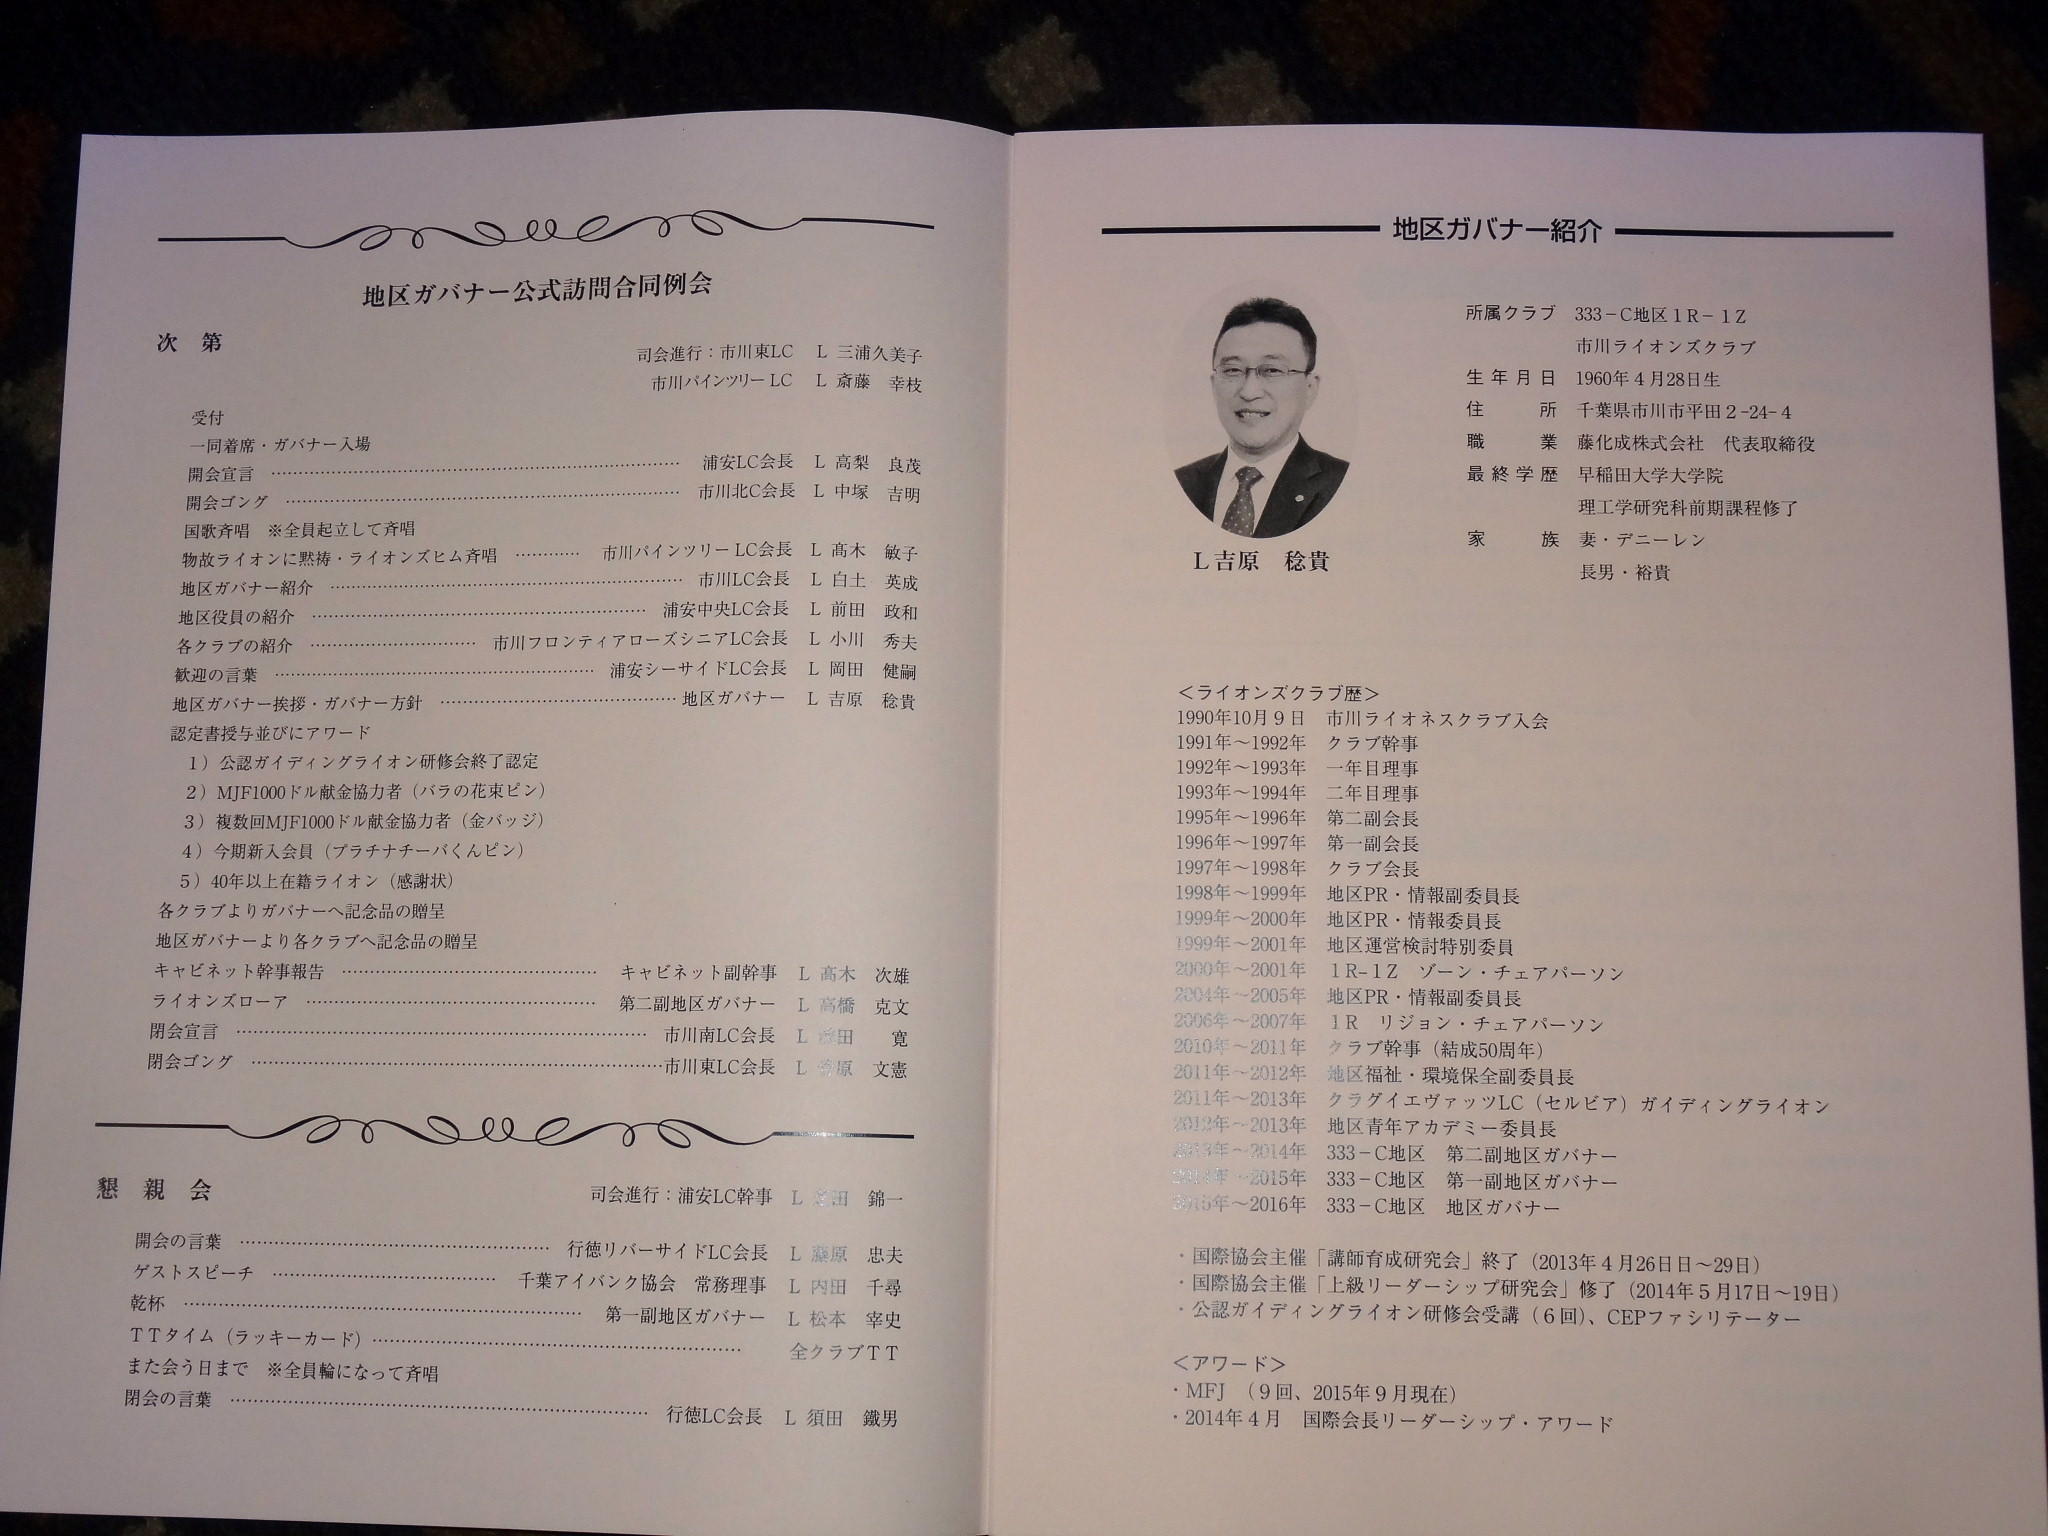 地区ガバナー公式訪問合同例会
次　第
司会進行：市川東LC　L 三浦久美子
市川パインツリーLC　L 斎藤　幸枝
受付
一同着席・ガバナー入場
開会宣言 …… 浦安LC会長　L 高梨　良茂
開会ゴング …… 市川北C会長　L 中塚　吉明
国歌斉唱　※全員起立して斉唱
物故ライオンに黙祷・ライオンズヒム斉唱 …… 市川パインツリーLC会長　L 髙木　敏子
地区ガバナー紹介 …… 市川LC会長　L 白土　英成
地区役員の紹介 …… 浦安中央LC会長　L 前田　政和
各クラブの紹介 …… 市川フロンティアローズシニアLC会長　L 小川　秀夫
歓迎の言葉 …… 浦安シーサイドLC会長　L 岡田　健嗣
地区ガバナー挨拶・ガバナー方針 …… 地区ガバナー　L 吉原　稔貴
認定書授与並びにアワード
1）公認ガイディングライオン研修会終了認定
2）MJF1000ドル献金協力者（バラの花束ピン）
3）複数回MJF1000ドル献金協力者（金バッジ）
4）今期新入会員（プラチナチーバくんピン）
5）40年以上在籍ライオン（感謝状）
各クラブよりガバナーへ記念品の贈呈
地区ガバナーより各クラブへ記念品の贈呈
キャビネット幹事報告 …… キャビネット副幹事　L 高木　次雄
ライオンズローア …… 第二副地区ガバナー　L 高橋　克文
閉会宣言 …… 市川南LC会長　L 田　寛
閉会ゴング …… 市川東LC会長　L 原　文憲
懇　親　会
司会進行：浦安LC幹事　L 田　錦一
開会の言葉 …… 行徳リバーサイドLC会長　L 藤原　忠夫
ゲストスピーチ …… 千葉アイバンク協会　常務理事　L 内田　千尋
乾杯 …… 第一副地区ガバナー　L 松本　宰史
TTタイム（ラッキーカード）…… 全クラブTT
また会う日まで　※全員輪になって斉唱
閉会の言葉 …… 行徳LC会長　L 須田　鐵男
地区ガバナー紹介
L 吉原　稔貴
所属クラブ　333－C地区1R－1Z
市川ライオンズクラブ
生年月日　1960年4月28日生
住　所　千葉県市川市平田2-24-4
職　業　藤化成株式会社　代表取締役
最終学歴　早稲田大学大学院
理工学研究科前期課程修了
家　族　妻・デニーレン
長男・裕貴
＜ライオンズクラブ歴＞
1990年10月9日　市川ライオネスクラブ入会
1991年～1992年　クラブ幹事
1992年～1993年　一年目理事
1993年～1994年　二年目理事
1995年～1996年　第二副会長
1996年～1997年　第一副会長
1997年～1998年　クラブ会長
1998年～1999年　地区PR・情報副委員長
1999年～2000年　地区PR・情報委員長
1999年～2001年　地区運営検討特別委員
2000年～2001年　1R-1Z　ゾーン・チェアパーソン
2004年～2005年　地区PR・情報副委員長
2006年～2007年　1R　リジョン・チェアパーソン
2010年～2011年　クラブ幹事（結成50周年）
2011年～2012年　地区福祉・環境保全副委員長
2011年～2013年　クラグイエヴァッツLC（セルビア）ガイディングライオン
2012年～2013年　地区青年アカデミー委員長
2013年～2014年　333－C地区　第二副地区ガバナー
2014年～2015年　333－C地区　第一副地区ガバナー
2015年～2016年　333－C地区　地区ガバナー
・国際協会主催「講師育成研究会」終了（2013年4月26日日～29日）
・国際協会主催「上級リーダーシップ研究会」修了（2014年5月17日～19日）
・公認ガイディングライオン研修会受講（6回）、CEPファシリテーター
＜アワード＞
・MFJ　（9回、2015年9月現在）
・2014年4月　国際会長リーダーシップ・アワード